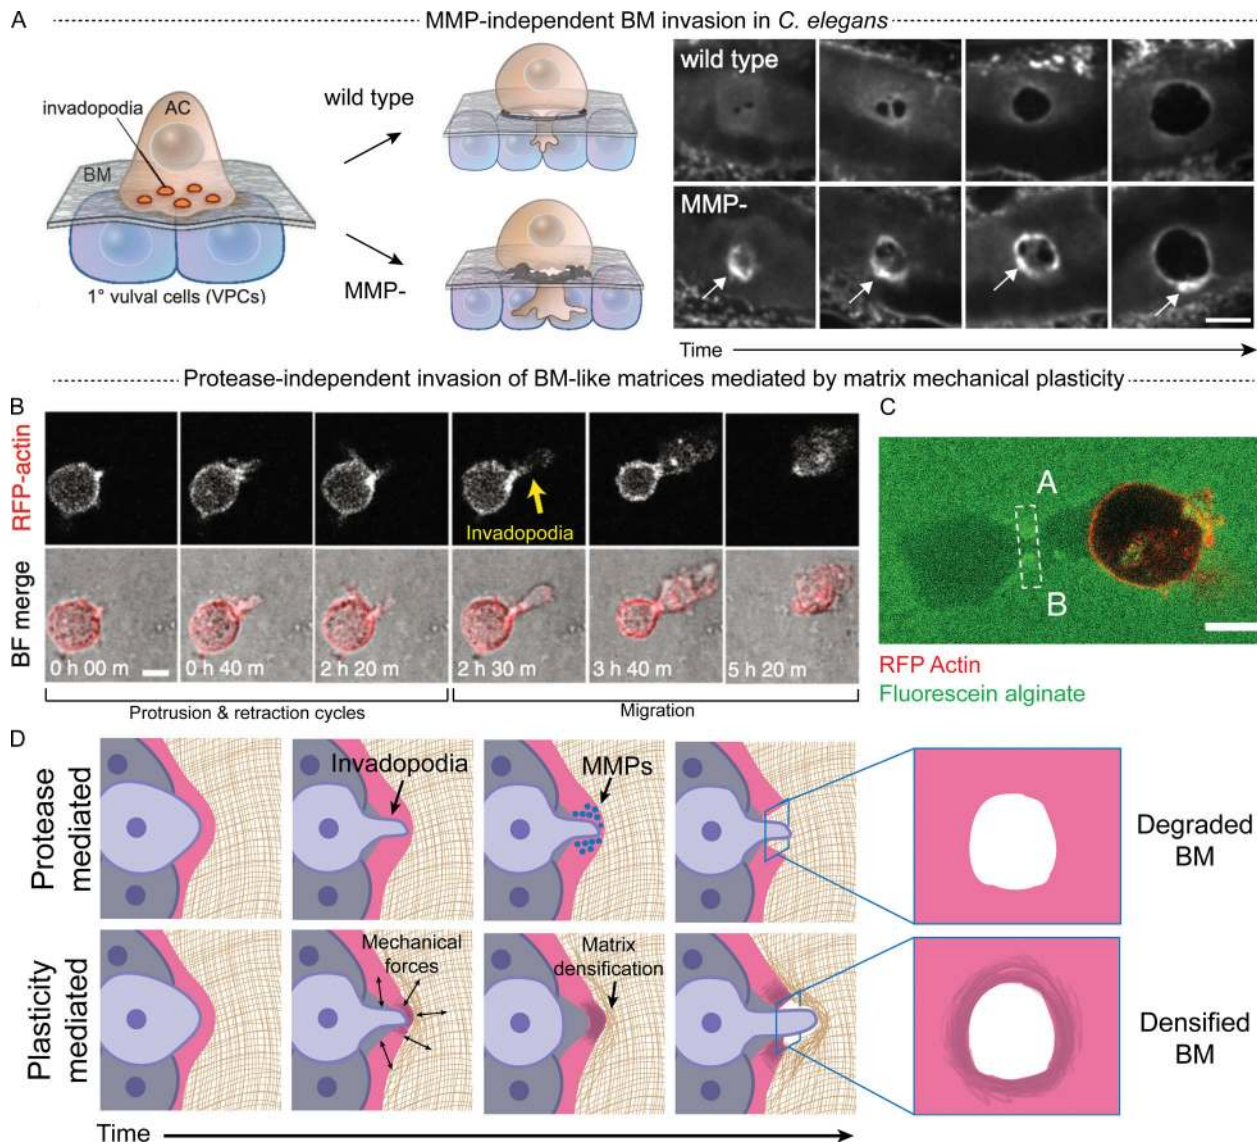 A
MMP-independent BM invasion in C. elegans
invadopodia
AC
BM
1° vulval cells (VPCs)
wild type
MMP-
wild type
MMP-
Time
Protease-independent invasion of BM-like matrices mediated by matrix mechanical plasticity
B
RFP-actin
Invadopodia
BF merge
0 h 00 m
0 h 40 m
2 h 20 m
2 h 30 m
3 h 40 m
5 h 20 m
Protrusion & retraction cycles
Migration
C
A
B
RFP Actin
Fluorescein alginate
D
Protease
mediated
Invadopodia
MMPs
Degraded
BM
Plasticity
mediated
Mechanical
forces
Matrix
densification
Densified
BM
Time